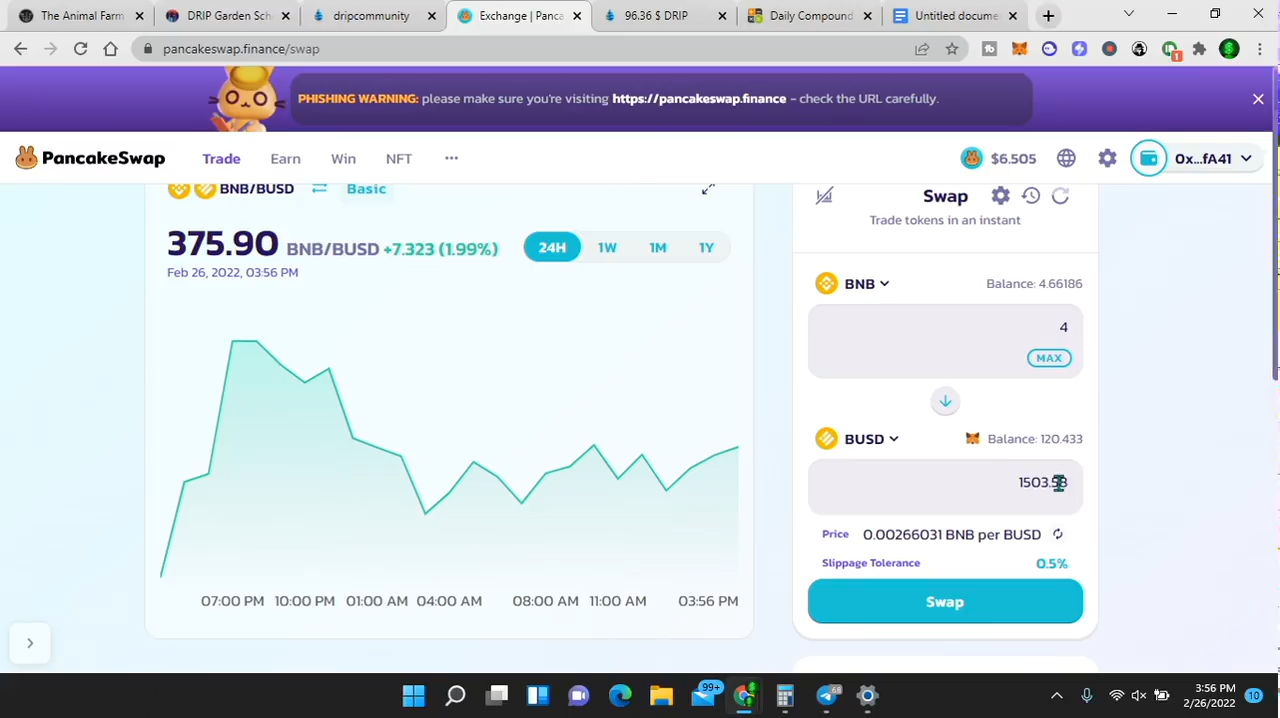 The Animal Farm
DRIP Garden Sch
dripcommunity
Exchange | Panca
96.36 $ DRIP
Daily Compound
Untitled docume
pancakeswap.finance/swap
PHISHING WARNING: please make sure you're visiting https://pancakeswap.finance - check the URL carefully.
PancakeSwap
Trade
Earn
Win
NFT
$6.505
0x...fA41
BNB/BUSD
Basic
Swap
Trade tokens in an instant
375.90 BNB/BUSD +7.323 (1.99%)
Feb 26, 2022, 03:56 PM
24H
1W
1M
1Y
BNB
Balance: 4.66186
4
MAX
BUSD
Balance: 120.433
Price
0.00266031 BNB per BUSD
Slippage Tolerance
0.5%
Swap
07:00 PM
10:00 PM
01:00 AM
04:00 AM
08:00 AM
11:00 AM
03:56 PM
99+
68
3:56 PM
2/26/2022
10